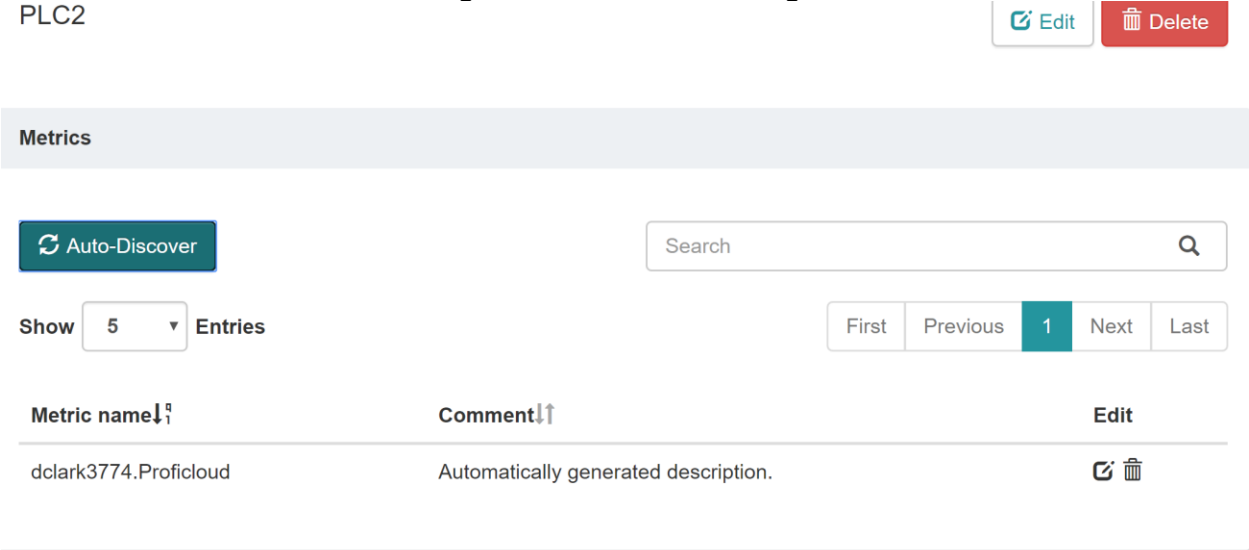 PLC2
Edit
Delete
Metrics
Auto-Discover
Search
Show 5 Entries
First Previous 1 Next Last
Metric name Comment Edit
dclark3774.Proficloud Automatically generated description.